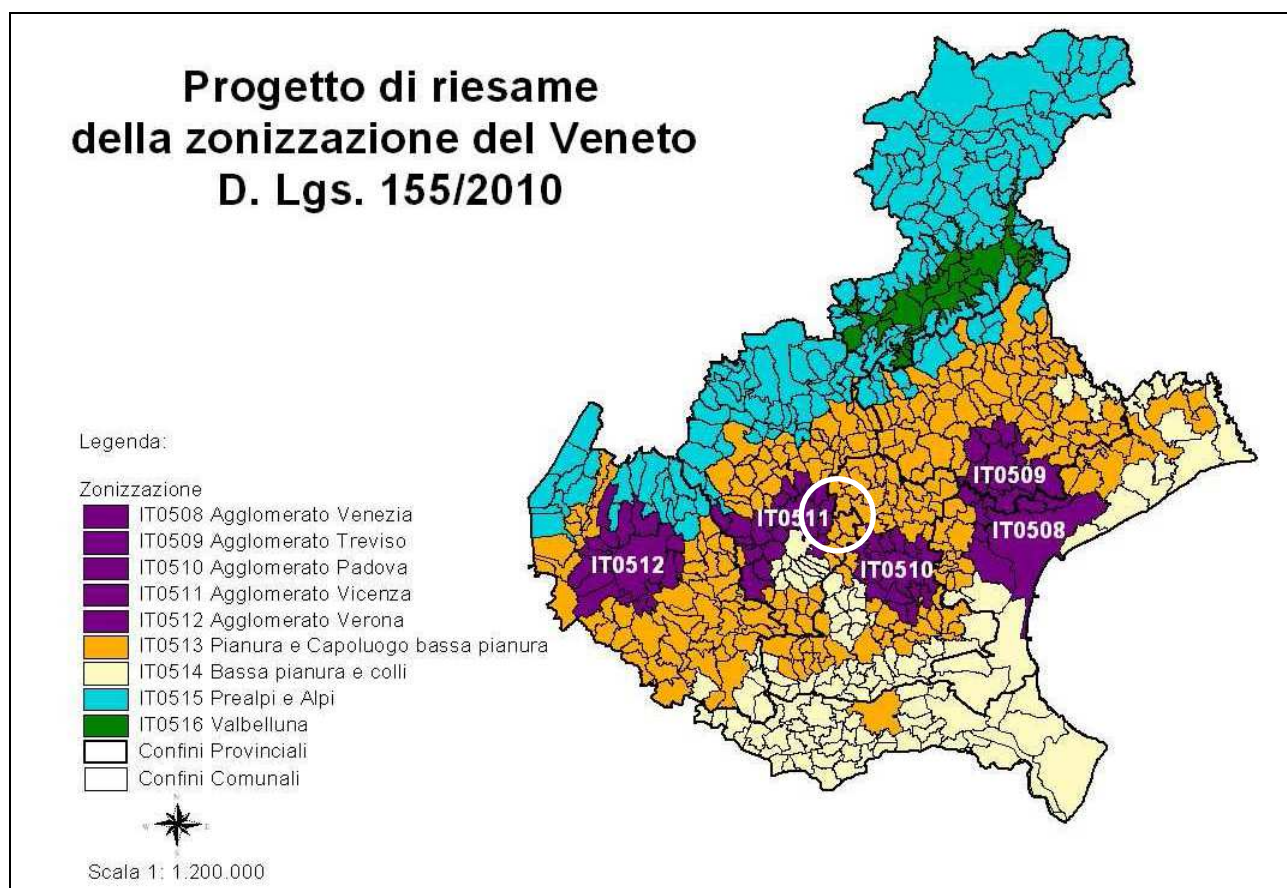 Progetto di riesame
della zonizzazione del Veneto
D. Lgs. 155/2010
IT0509
IT0511
IT0508
IT0512
IT0510
Legenda:
Zonizzazione
IT0508 Agglomerato Venezia
IT0509 Agglomerato Treviso
IT0510 Agglomerato Padova
IT0511 Agglomerato Vicenza
IT0512 Agglomerato Verona
IT0513 Pianura e Capoluogo bassa pianura
IT0514 Bassa pianura e colli
IT0515 Prealpi e Alpi
IT0516 Valbelluna
Confini Provinciali
Confini Comunali
N
W E
S
Scala 1: 1.200.000